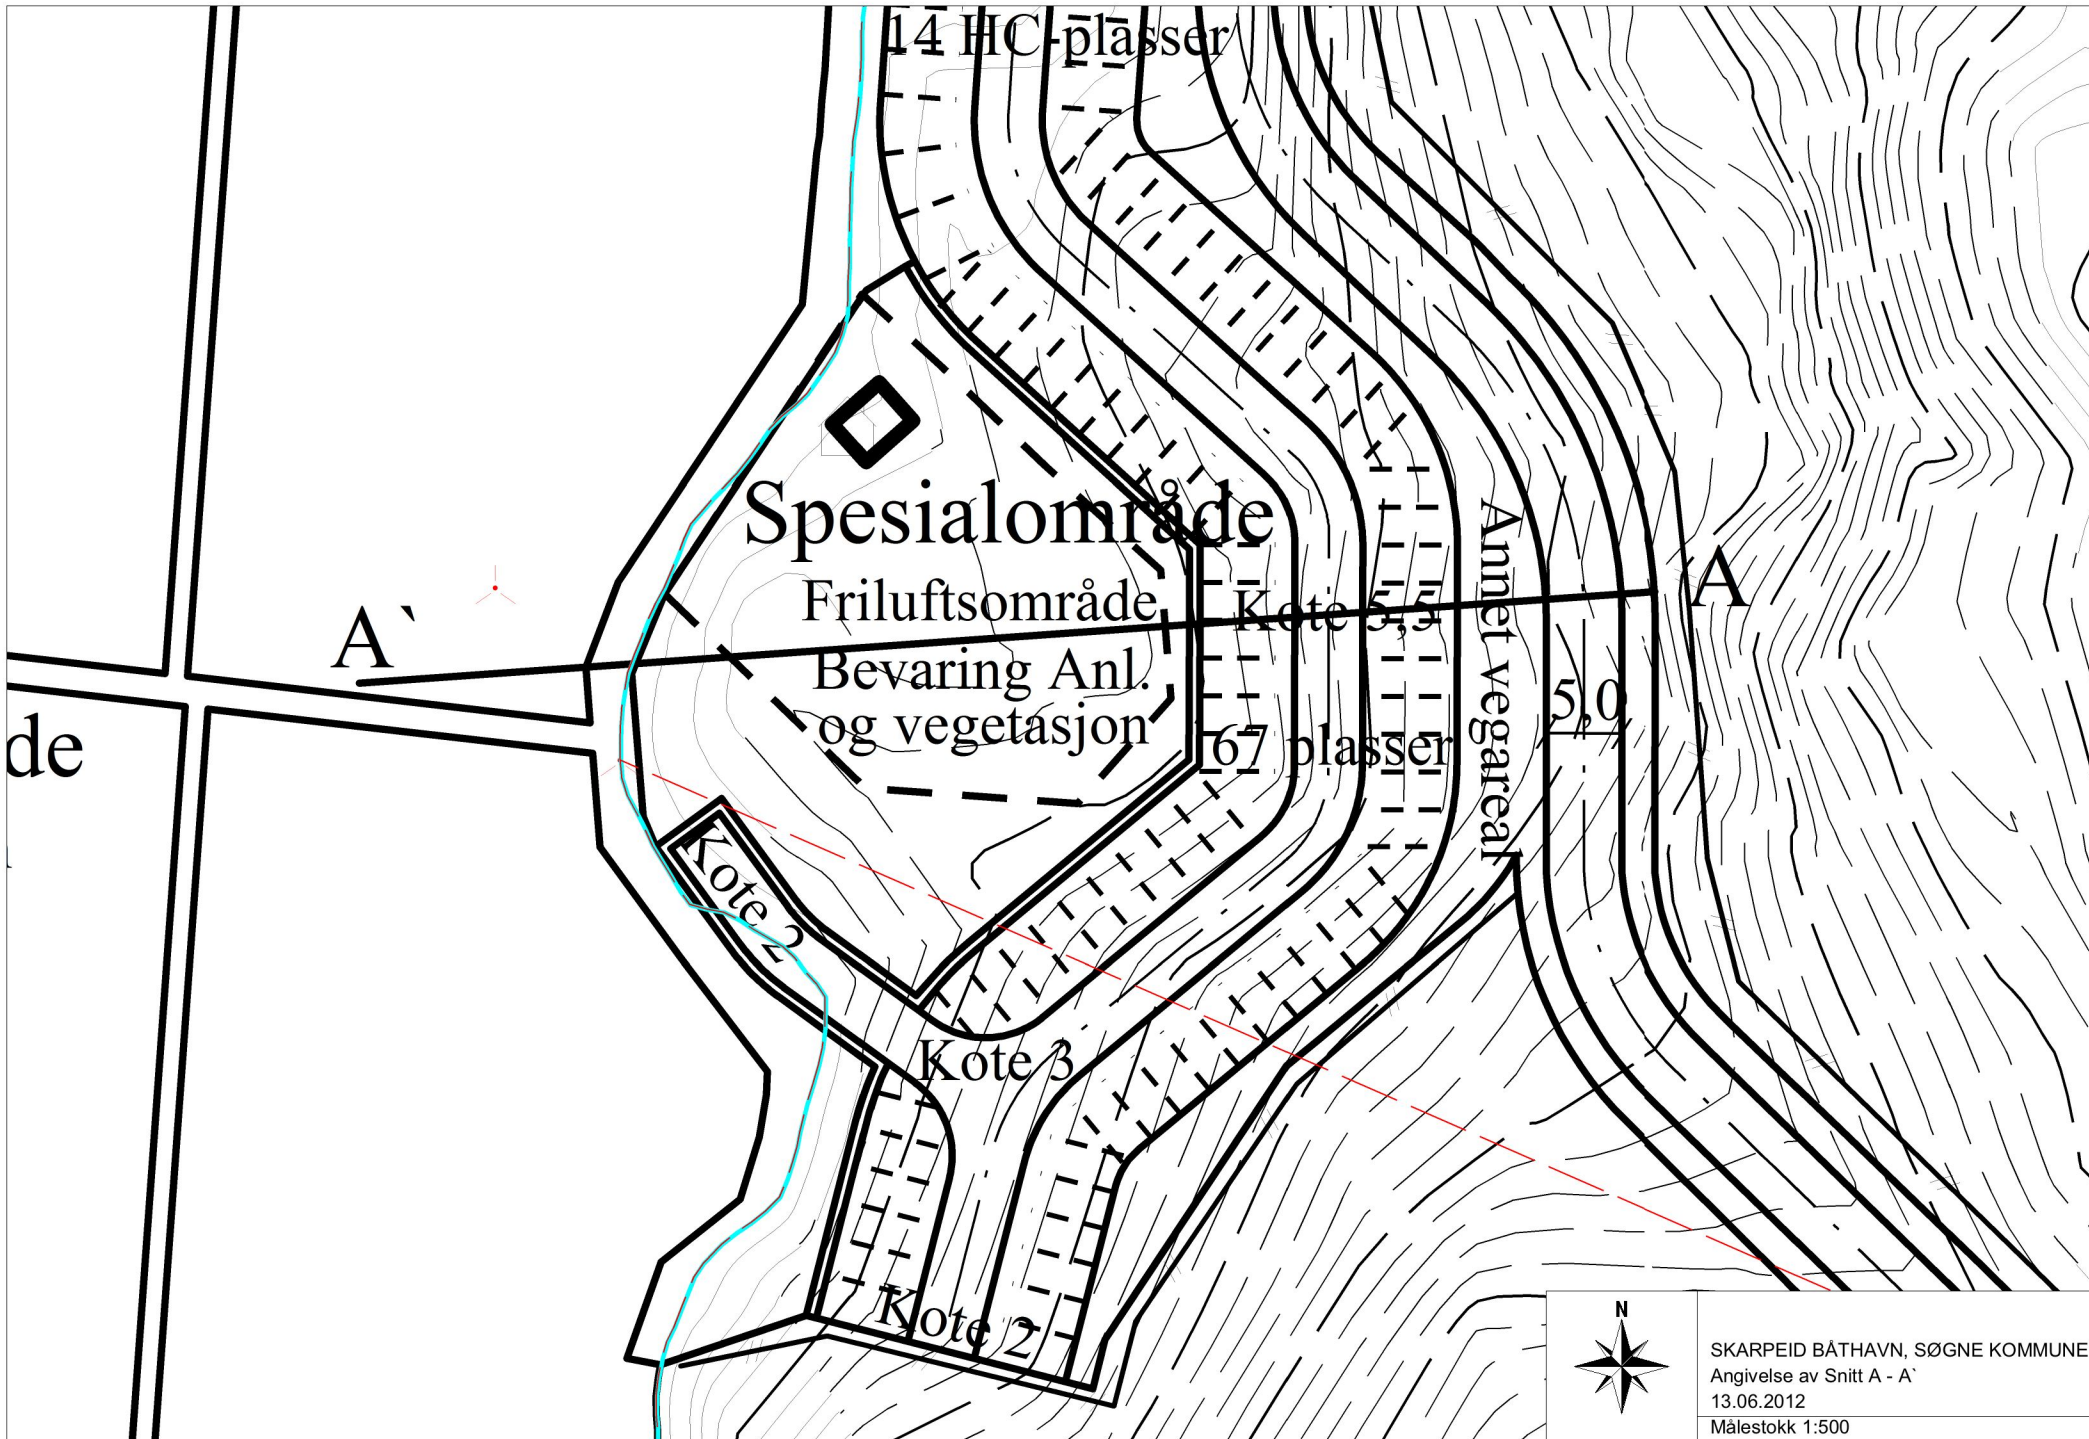 14 HC-plasser
Spesialområde
Friluftsområde
Bevaring Anl.
og vegetasjon
A`
A
Kote 5,5
67 plasser
Annet vegareal
5,0
de
Kote 2
Kote 3
Kote 2
N
SKARPEID BÅTHAVN, SØGNE KOMMUNE
Angivelse av Snitt A - A`
13.06.2012
Målestokk 1:500